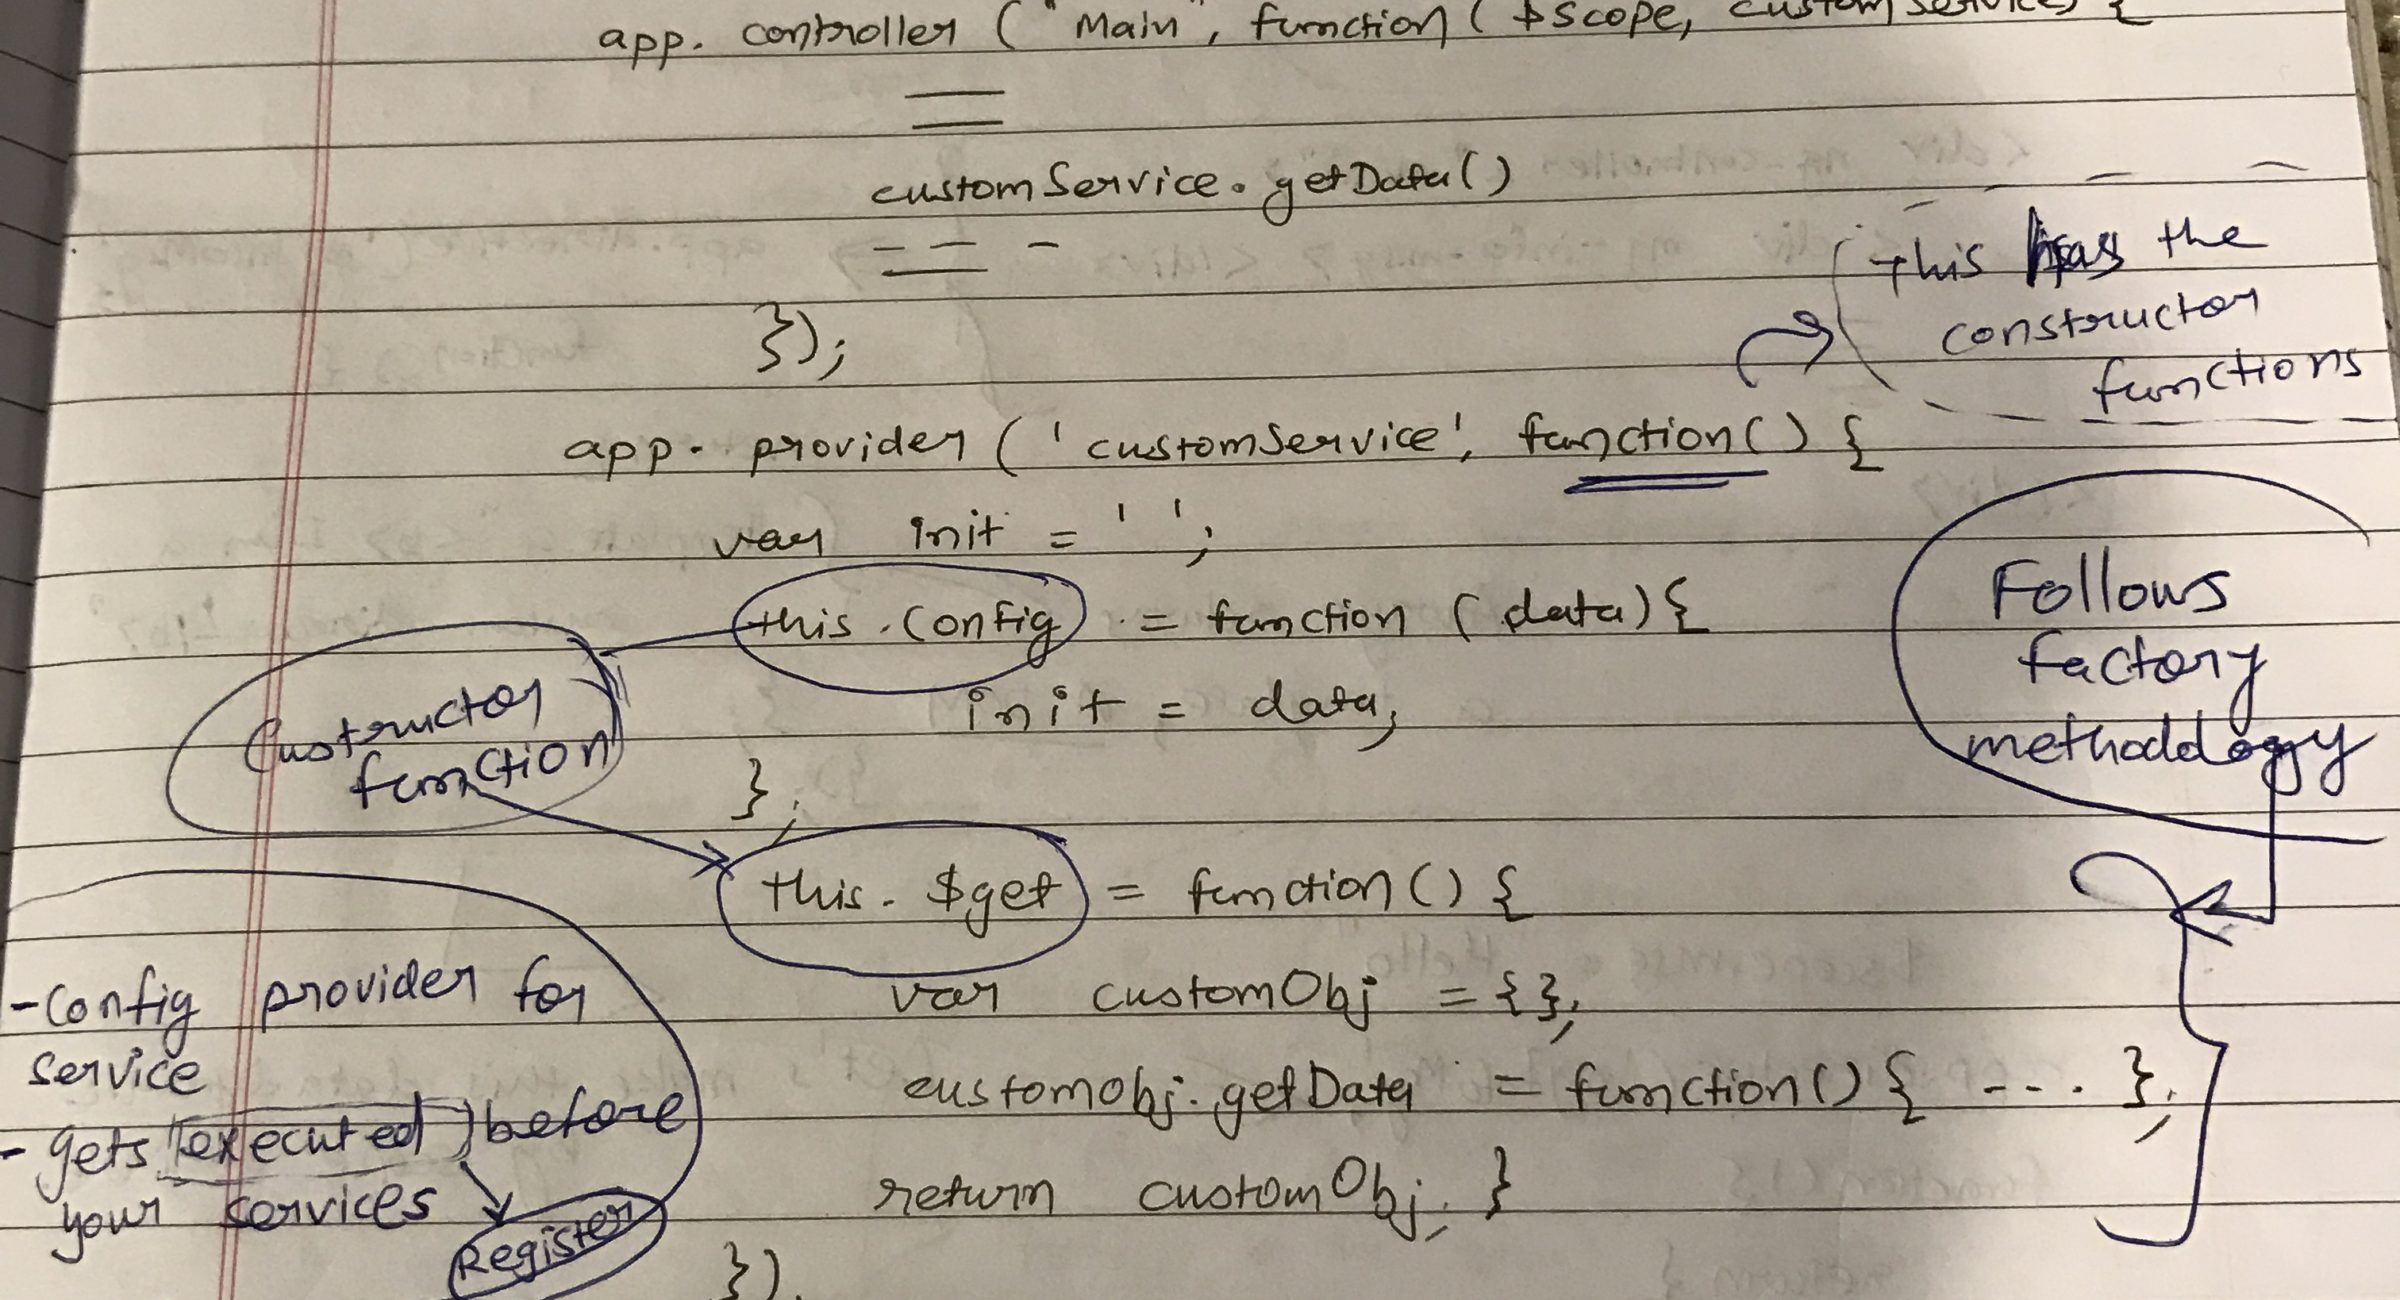 app. controller ( "Main", function ( $scope, customService) {
customService.getData()
- - -
});
This has the
constructor
functions
app. provider ( 'customService', function() {
var init = ' ';
this.Config = function (data) {
Follows
factory
methodology
init = data;
Custructor
function
};
this. $get = function() {
- Config provider for
service
var customObj = {};
customObj.getData = function() { --- };
- gets executed before
your services
Register
return customObj; }
})